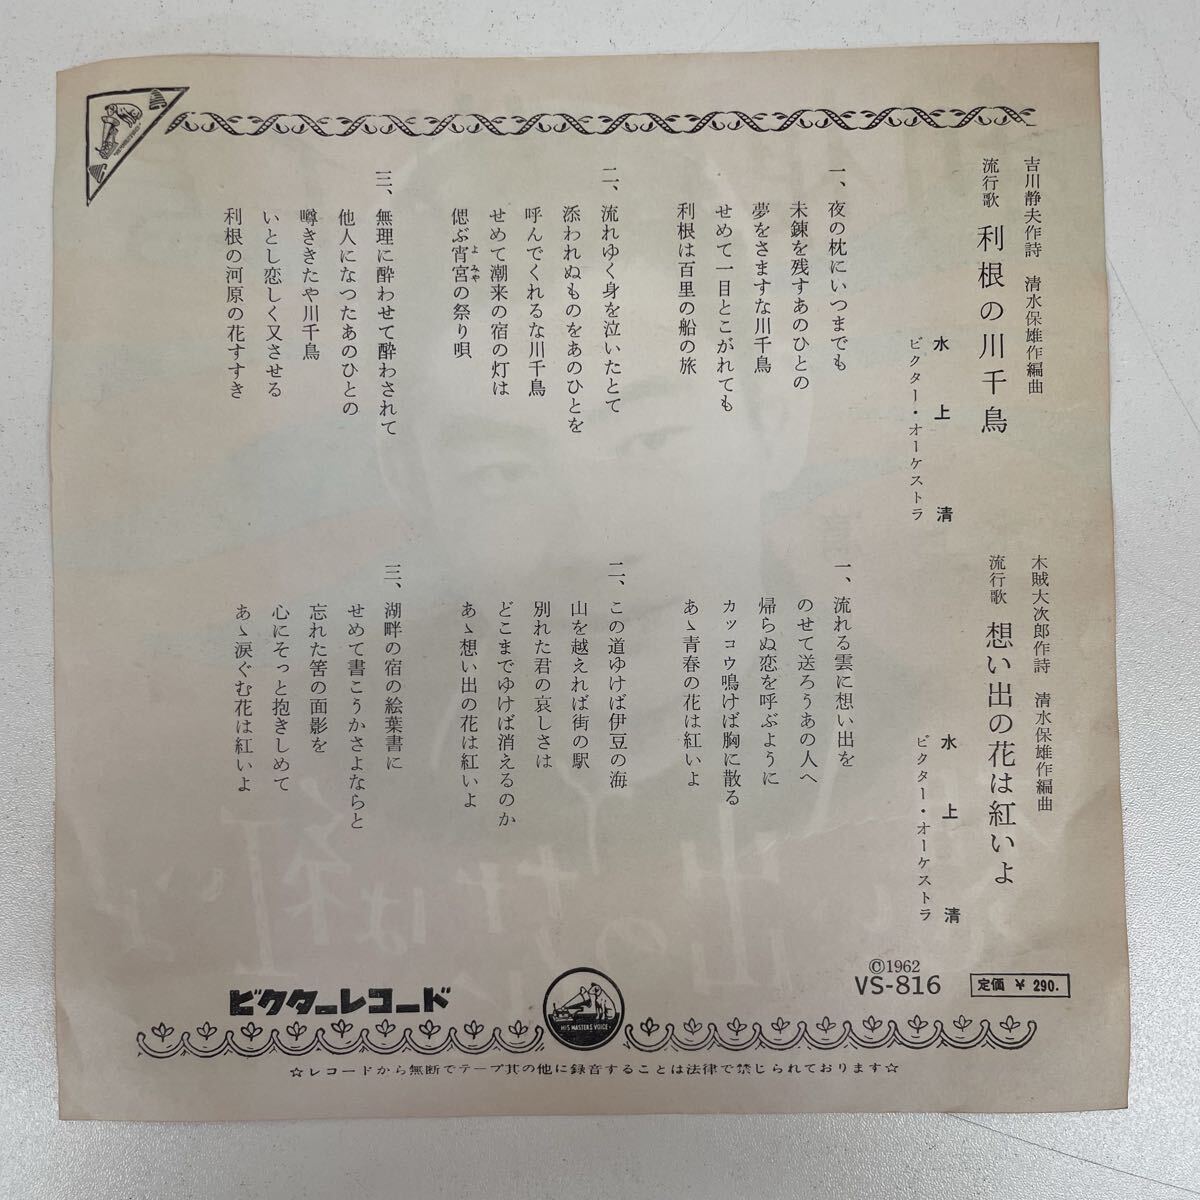 吉川静夫作詩 清水保雄作編曲
流行歌 利根の川千鳥
水上清
ビクター・オーケストラ
一、夜の枕にいつまでも
未錬を残すあのひとの
夢をさますな川千鳥
せめて一目とこがれても
利根は百里の船の旅
二、流れゆく身を泣いたとて
添われぬものをあのひとを
呼んでくれるな川千鳥
せめて潮来の宿の灯は
偲ぶ宵宮の祭り唄
よみや
三、無理に酔わせて酔わされて
他人になつたあのひとの
噂ききたや川千鳥
いとし恋しく又させる
利根の河原の花すすき
木賊大次郎作詩 清水保雄作編曲
流行歌 想い出の花は紅いよ
水上清
ビクター・オーケストラ
一、流れる雲に想い出を
のせて送ろうあの人へ
帰らぬ恋を呼ぶように
カッコウ鳴けば胸に散る
あゝ青春の花は紅いよ
二、この道ゆけば伊豆の海
山を越えれば街の駅
別れた君の哀しさは
どこまでゆけば消えるのか
あゝ想い出の花は紅いよ
三、湖畔の宿の絵葉書に
せめて書こうかさよならと
忘れた筈の面影を
心にそっと抱きしめて
あゝ涙ぐむ花は紅いよ
©1962
VS-816
定価 ¥ 290.
ビクターレコード
HIS MASTERS VOICE
☆レコードから無断でテープ其の他に録音することは法律で禁じられております☆